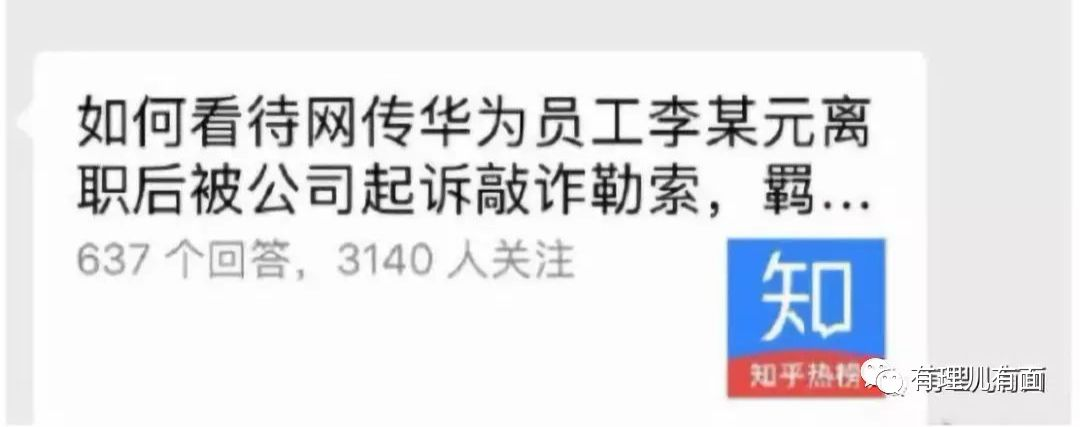 如何看待网传华为员工李某元离
职后被公司起诉敲诈勒索，羁...
637 个回答，3140 人关注
知
知乎热榜
有理儿有面